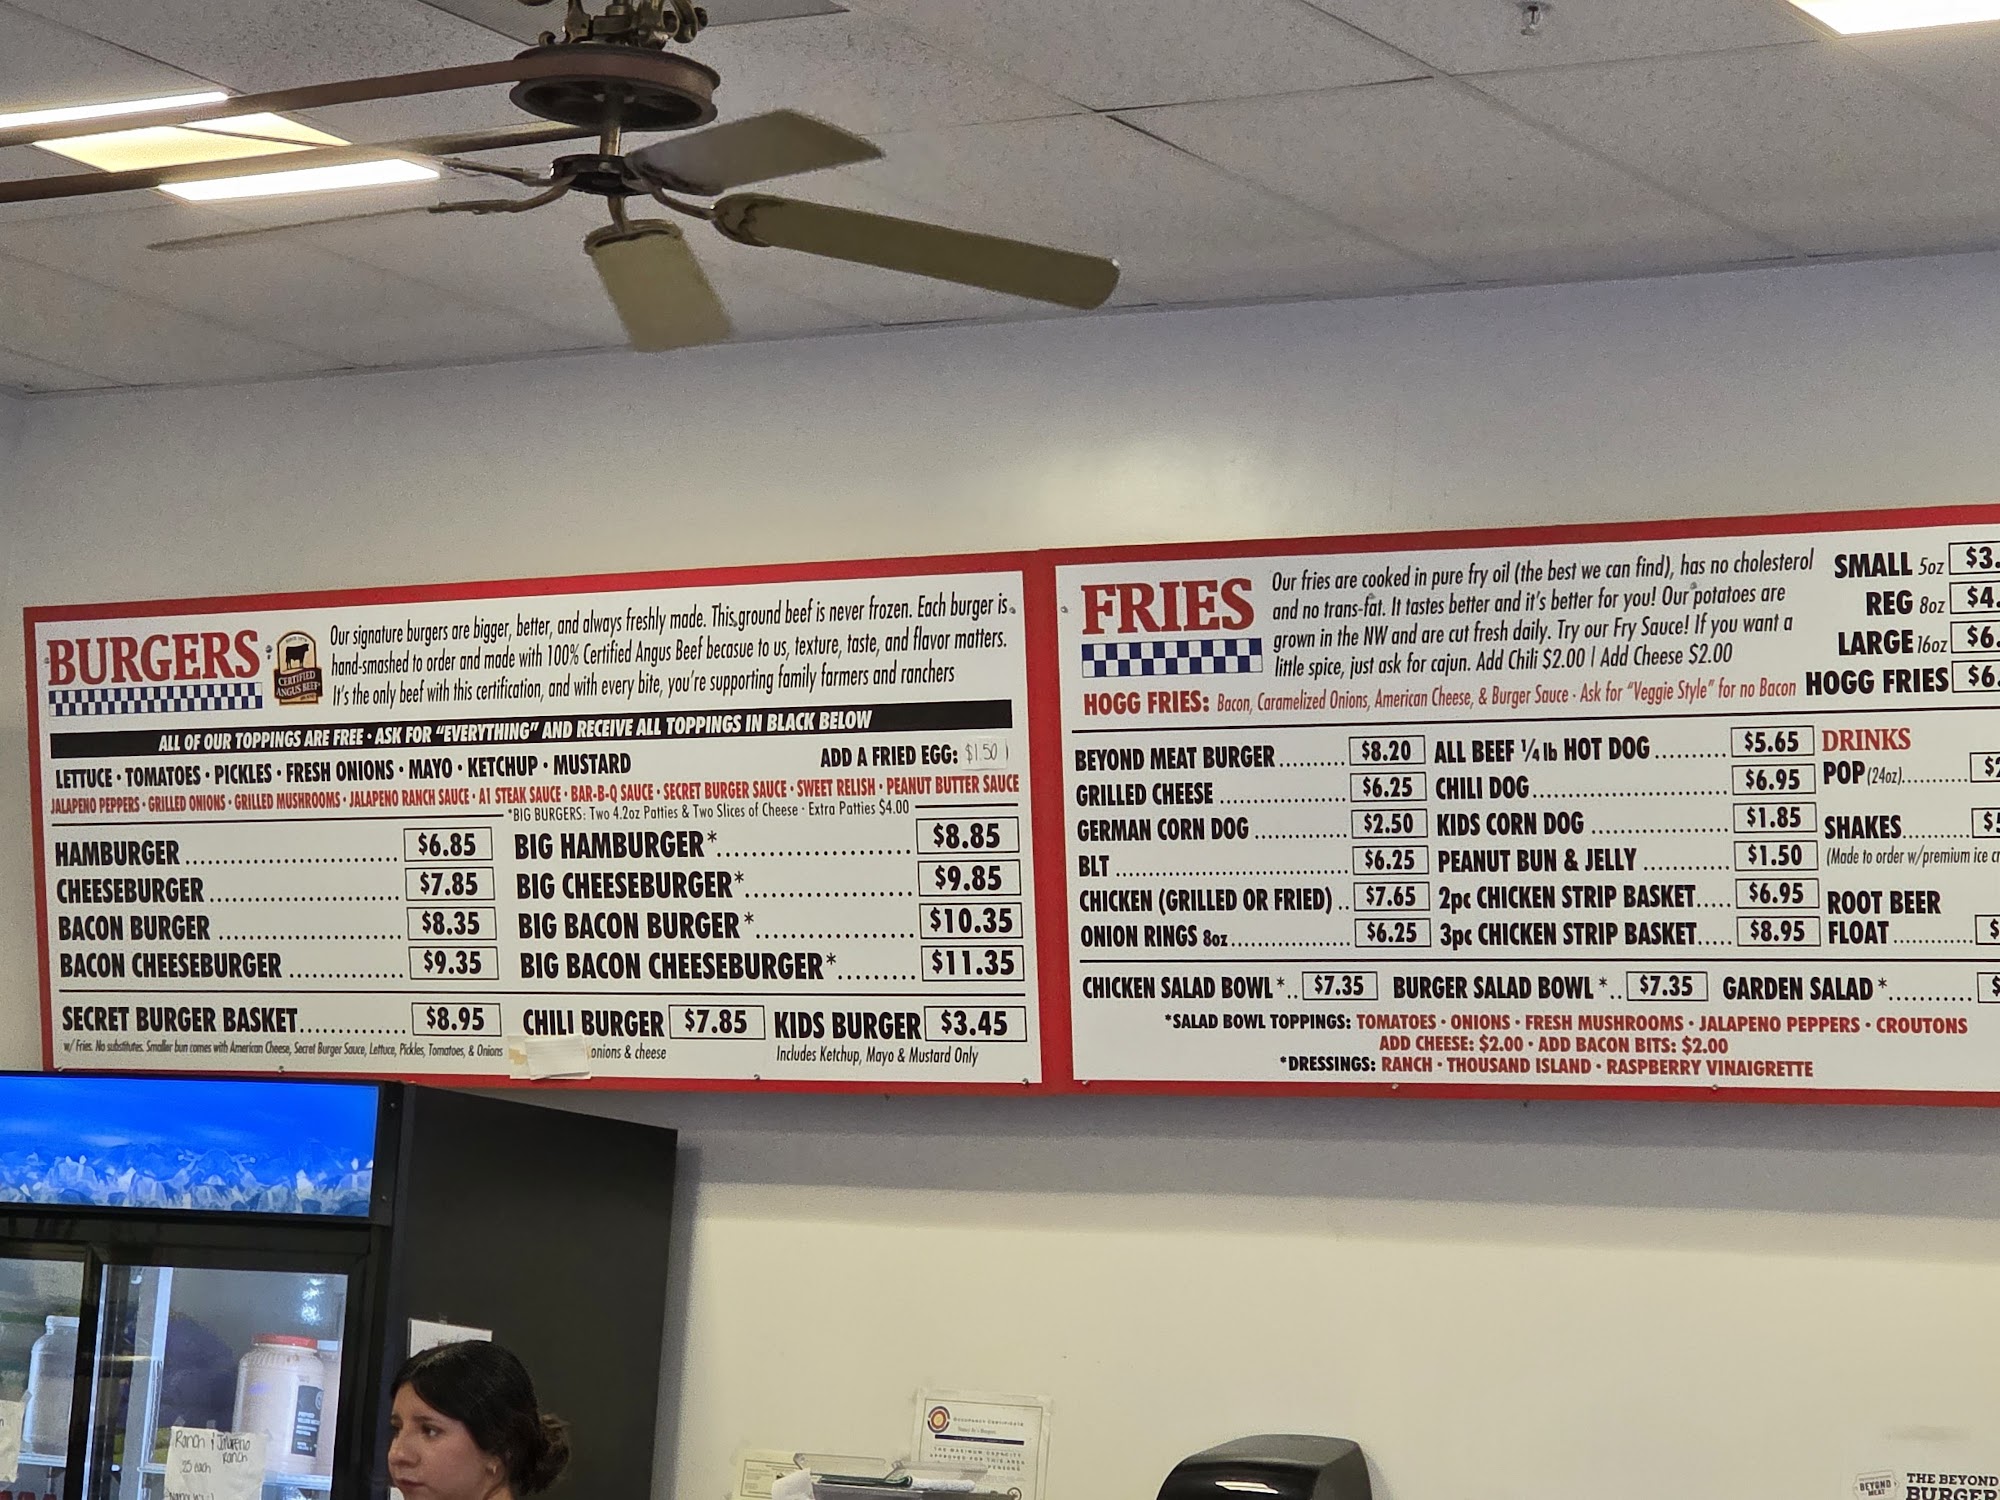 BURGERS
CERTIFIED
ANGUS BEEF
Our signature burgers are bigger, better, and always freshly made. This ground beef is never frozen. Each burger is
hand-smashed to order and made with 100% Certified Angus Beef becasue to us, texture, taste, and flavor matters.
It's the only beef with this certification, and with every bite, you're supporting family farmers and ranchers
ALL OF OUR TOPPINGS ARE FREE · ASK FOR "EVERYTHING" AND RECEIVE ALL TOPPINGS IN BLACK BELOW
LETTUCE · TOMATOES · PICKLES · FRESH ONIONS · MAYO · KETCHUP · MUSTARD
ADD A FRIED EGG: $1.50
JALAPENO PEPPERS · GRILLED ONIONS · GRILLED MUSHROOMS · JALAPENO RANCH SAUCE · A1 STEAK SAUCE · BAR-B-Q SAUCE · SECRET BURGER SAUCE · SWEET RELISH · PEANUT BUTTER SAUCE
*BIG BURGERS: Two 4.2oz Patties & Two Slices of Cheese - Extra Patties $4.00
HAMBURGER $6.85
CHEESEBURGER $7.85
BACON BURGER $8.35
BACON CHEESEBURGER $9.35
BIG HAMBURGER* $8.85
BIG CHEESEBURGER* $9.85
BIG BACON BURGER* $10.35
BIG BACON CHEESEBURGER* $11.35
SECRET BURGER BASKET $8.95
w/ Fries. No substitutes. Smaller bun comes with American Cheese, Secret Burger Sauce, Lettuce, Pickles, Tomatoes, & Onions
CHILI BURGER $7.85
onions & cheese
KIDS BURGER $3.45
Includes Ketchup, Mayo & Mustard Only
FRIES
Our fries are cooked in pure fry oil (the best we can find), has no cholesterol
and no trans-fat. It tastes better and it's better for you! Our potatoes are
grown in the NW and are cut fresh daily. Try our Fry Sauce! If you want a
little spice, just ask for cajun. Add Chili $2.00 | Add Cheese $2.00
HOGG FRIES: Bacon, Caramelized Onions, American Cheese, & Burger Sauce - Ask for "Veggie Style" for no Bacon
SMALL 5oz $3.
REG 8oz $4.
LARGE 16oz $6.
HOGG FRIES $6.
BEYOND MEAT BURGER $8.20
GRILLED CHEESE $6.25
GERMAN CORN DOG $2.50
BLT $6.25
CHICKEN (GRILLED OR FRIED) $7.65
ONION RINGS 8oz $6.25
ALL BEEF 1/4 lb HOT DOG $5.65
CHILI DOG $6.95
KIDS CORN DOG $1.85
PEANUT BUN & JELLY $1.50
2pc CHICKEN STRIP BASKET $6.95
3pc CHICKEN STRIP BASKET $8.95
DRINKS
POP (24oz)
SHAKES
(Made to order w/premium ice
ROOT BEER
FLOAT
CHICKEN SALAD BOWL* $7.35
BURGER SALAD BOWL* $7.35
GARDEN SALAD*
*SALAD BOWL TOPPINGS: TOMATOES · ONIONS · FRESH MUSHROOMS · JALAPENO PEPPERS · CROUTONS
ADD CHEESE: $2.00 · ADD BACON BITS: $2.00
*DRESSINGS: RANCH · THOUSAND ISLAND · RASPBERRY VINAIGRETTE
Ranch
Ranch
THE BEYOND
BURGER
BEYOND
MEAT